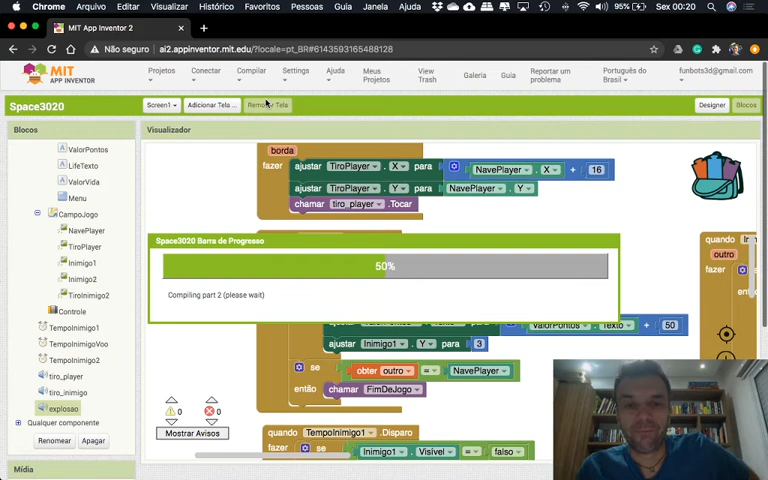 Chrome Arquivo Editar Visualizar Histórico Favoritos Pessoas Guia Janela Ajuda 95% Sex 00:20
MIT App Inventor 2
Não seguro ai2.appinventor.mit.edu/?locale=pt_BR#6143593165488128
MIT APP INVENTOR
Projetos Conectar Compilar Settings Ajuda Meus Projetos View Trash Galeria Guia Reportar um problema Português do Brasil funbots3d@gmail.com
Space3020 Screen1 Adicionar Tela ... Remover Tela Designer Blocos
Blocos Visualizador
ValorPontos
LifeTexto
ValorVida
Menu
CampoJogo
NavePlayer
TiroPlayer
Inimigo1
Inimigo2
TiroInimigo2
Controle
TempoInimigo1
TempoInimigoVoo
TempoInimigo2
tiro_player
tiro_inimigo
explosao
Qualquer componente
Renomear Apagar
Mídia
borda
fazer ajustar TiroPlayer . X para NavePlayer . X + 16
ajustar TiroPlayer . Y para NavePlayer . Y
chamar tiro_player .Tocar
Space3020 Barra de Progresso
50%
Compiling part 2 (please wait)
quando
outro
fazer
ValorPontos . Texto + 50
ajustar Inimigo1 . Y para 3
se obter outro = NavePlayer
então chamar FimDeJogo
0 0
Mostrar Avisos
quando TempoInimigo1 .Disparo
fazer se Inimigo1 . Visível = falso